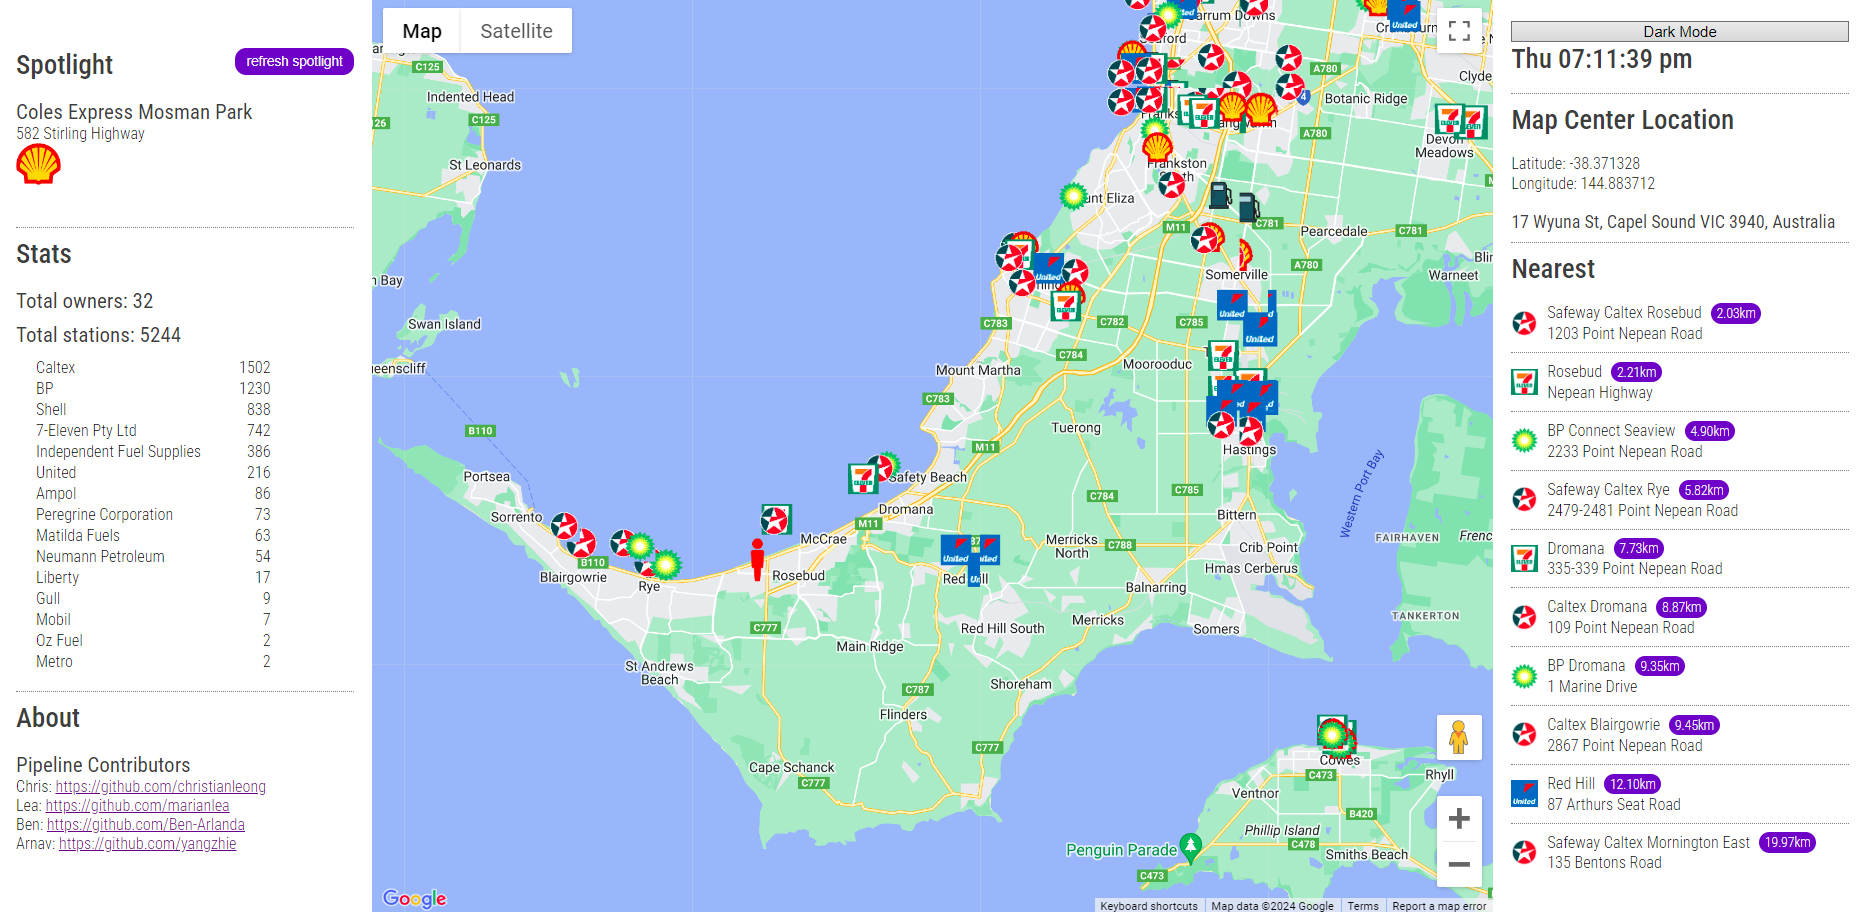 Spotlight
refresh spotlight
Coles Express Mosman Park
582 Stirling Highway
Stats
Total owners: 32
Total stations: 5244
Caltex 1502
BP 1230
Shell 838
7-Eleven Pty Ltd 742
Independent Fuel Supplies 386
United 216
Ampol 86
Peregrine Corporation 73
Matilda Fuels 63
Neumann Petroleum 54
Liberty 17
Gull 9
Mobil 7
Oz Fuel 2
Metro 2
About
Pipeline Contributors
Chris: https://github.com/christianleong
Lea: https://github.com/marianlea
Ben: https://github.com/Ben-Arlanda
Arnav: https://github.com/yangzhie
Map
Satellite
C125
Indented Head
C125
St Leonards
Swan Island
B110
Portsea
Sorrento
B110
Blairgowrie
Rye
Rosebud
McCrae
M11
Dromana
Safety Beach
C777
St Andrews
Beach
Main Ridge
C787
Flinders
C777
Cape Schanck
C777
Shoreham
Red Hill South
Merricks
Merricks
North
C788
Balnarring
Somers
Hmas Cerberus
Crib Point
Bittern
C784
C785
Hastings
Tuerong
M11
C783
Mount Martha
C783
C784
C782
C785
Moorooduc
Somerville
A780
C781
Pearcedale
C781
M11
Frankston
A780
A780
Botanic Ridge
Devon
Meadows
Warneet
Western Port Bay
FAIRHAVEN
TANKERTON
Cowes
C473
Rhyll
Ventnor
B420
Phillip Island
C478
Smiths Beach
Penguin Parade
C473
United
Google
Keyboard shortcuts
Map data ©2024 Google
Terms
Report a map error
Dark Mode
Thu 07:11:39 pm
Map Center Location
Latitude: -38.371328
Longitude: 144.883712
17 Wyuna St, Capel Sound VIC 3940, Australia
Nearest
Safeway Caltex Rosebud 2.03km
1203 Point Nepean Road
Rosebud 2.21km
Nepean Highway
BP Connect Seaview 4.90km
2233 Point Nepean Road
Safeway Caltex Rye 5.82km
2479-2481 Point Nepean Road
Dromana 7.73km
335-339 Point Nepean Road
Caltex Dromana 8.87km
109 Point Nepean Road
BP Dromana 9.35km
1 Marine Drive
Caltex Blairgowrie 9.45km
2867 Point Nepean Road
Red Hill 12.10km
87 Arthurs Seat Road
Safeway Caltex Mornington East 19.97km
135 Bentons Road